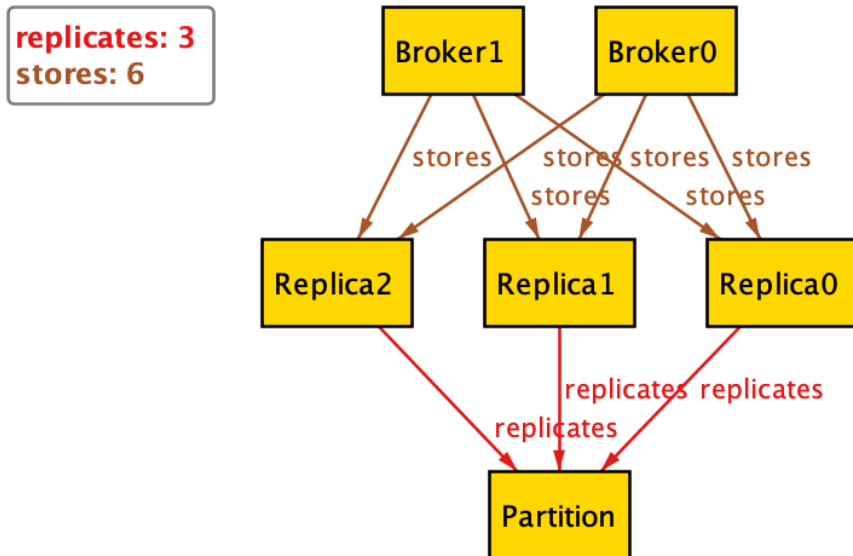 replicates: 3
stores: 6
Broker1
Broker0
stores
stores
stores
stores
stores
stores
Replica2
Replica1
Replica0
replicates
replicates
replicates
Partition